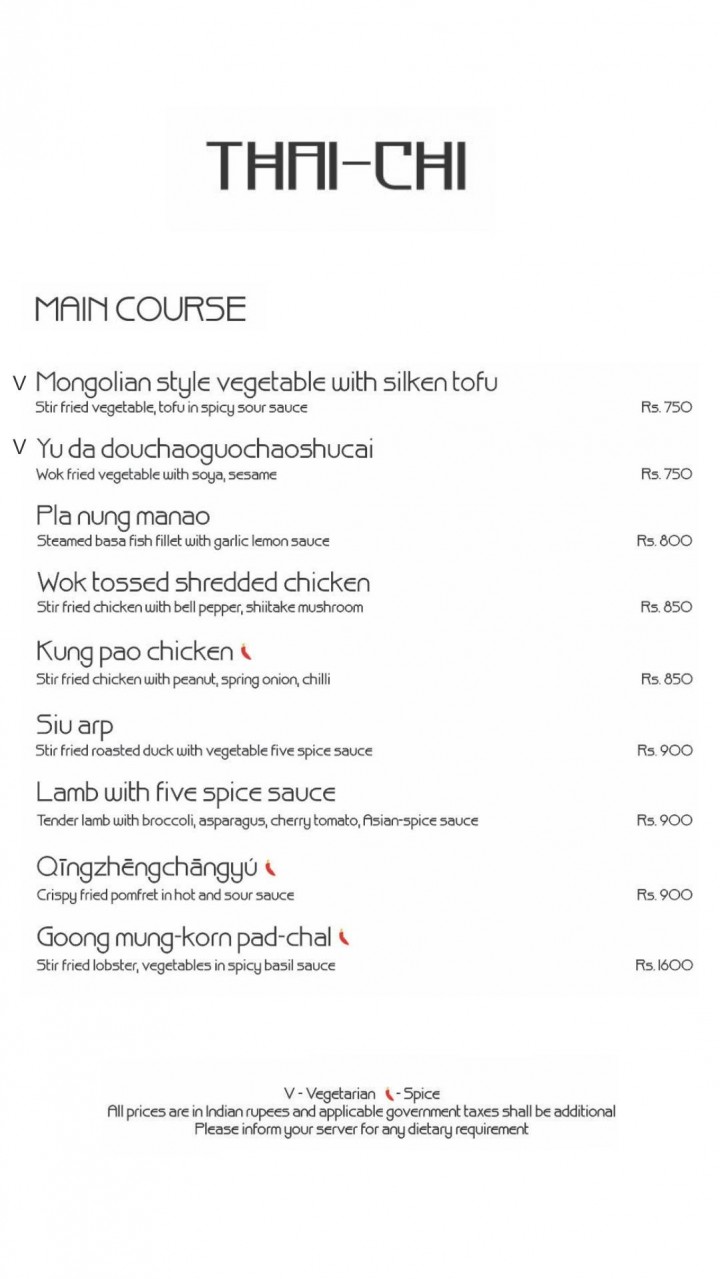 THAI-CHI
MAIN COURSE
V Mongolian style vegetable with silken tofu
Stir fried vegetable, tofu in spicy sour sauce Rs. 750
V Yu da douchaoguochaoshucai
Wok fried vegetable with soya, sesame Rs. 750
Pla nung manao
Steamed basa fish fillet with garlic lemon sauce Rs. 800
Wok tossed shredded chicken
Stir fried chicken with bell pepper, shiitake mushroom Rs. 850
Kung pao chicken
Stir fried chicken with peanut, spring onion, chilli Rs. 850
Siu arp
Stir fried roasted duck with vegetable five spice sauce Rs. 900
Lamb with five spice sauce
Tender lamb with broccoli, asparagus, cherry tomato, Asian-spice sauce Rs. 900
Qīngzhēngchāngyú
Crispy fried pomfret in hot and sour sauce Rs. 900
Goong mung-korn pad-chal
Stir fried lobster, vegetables in spicy basil sauce Rs. 1600
V - Vegetarian - Spice
All prices are in Indian rupees and applicable government taxes shall be additional
Please inform your server for any dietary requirement